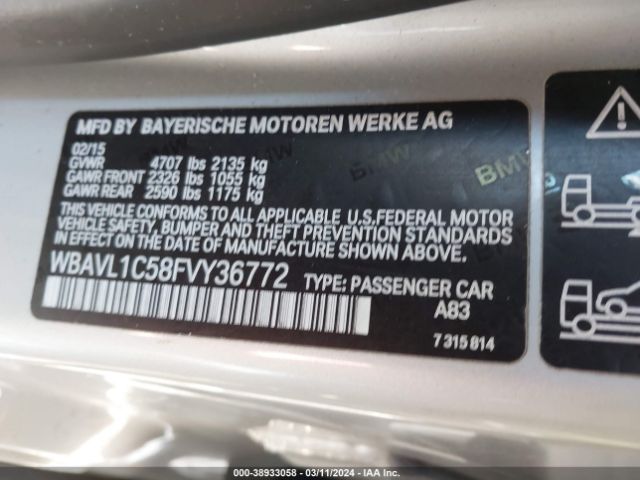 MFD BY BAYERISCHE MOTOREN WERKE AG
02/15
GVWR 4707 lbs 2135 kg
GAWR FRONT 2326 lbs 1055 kg
GAWR REAR 2590 lbs 1175 kg
BMW
BMW
THIS VEHICLE CONFORMS TO ALL APPLICABLE U.S.FEDERAL MOTOR
VEHICLE SAFETY, BUMPER AND THEFT PREVENTION STANDARDS
IN EFFECT ON THE DATE OF MANUFACTURE SHOWN ABOVE.
WBAVL1C58FVY36772 TYPE: PASSENGER CAR
A83
7 315 814
000-38933058 - 03/11/2024 - IAA Inc.